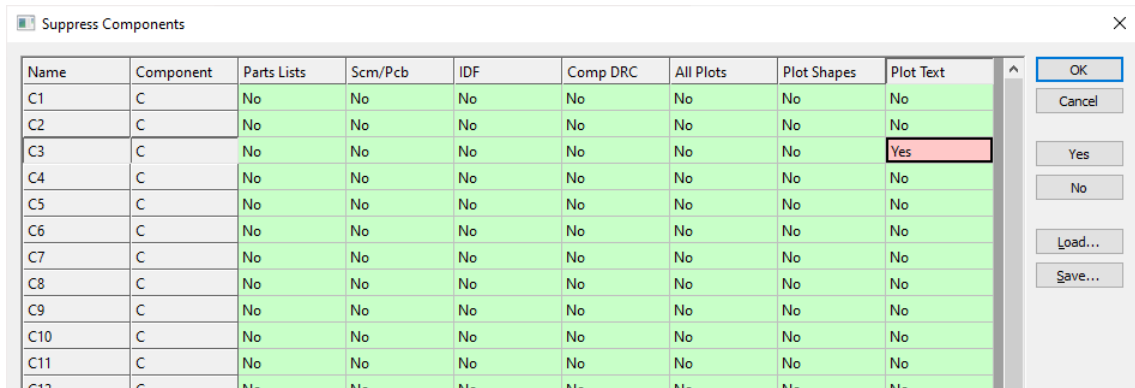 Suppress Components
Name Component Parts Lists Scm/Pcb IDF Comp DRC All Plots Plot Shapes Plot Text
C1 C No No No No No No No
C2 C No No No No No No No
C3 C No No No No No No Yes
C4 C No No No No No No No
C5 C No No No No No No No
C6 C No No No No No No No
C7 C No No No No No No No
C8 C No No No No No No No
C9 C No No No No No No No
C10 C No No No No No No No
C11 C No No No No No No No
OK
Cancel
Yes
No
Load...
Save...